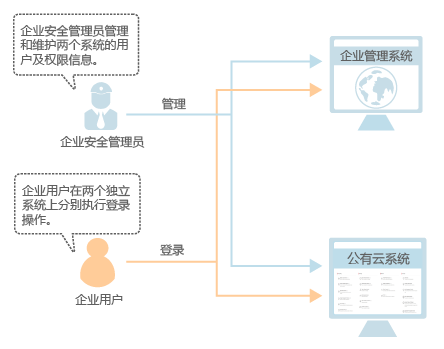 企业安全管理员管理
和维护两个系统的用
户及权限信息。
企业管理系统
管理
企业安全管理员
企业用户在两个独立
系统上分别执行登录
操作。
登录
公有云系统
企业用户